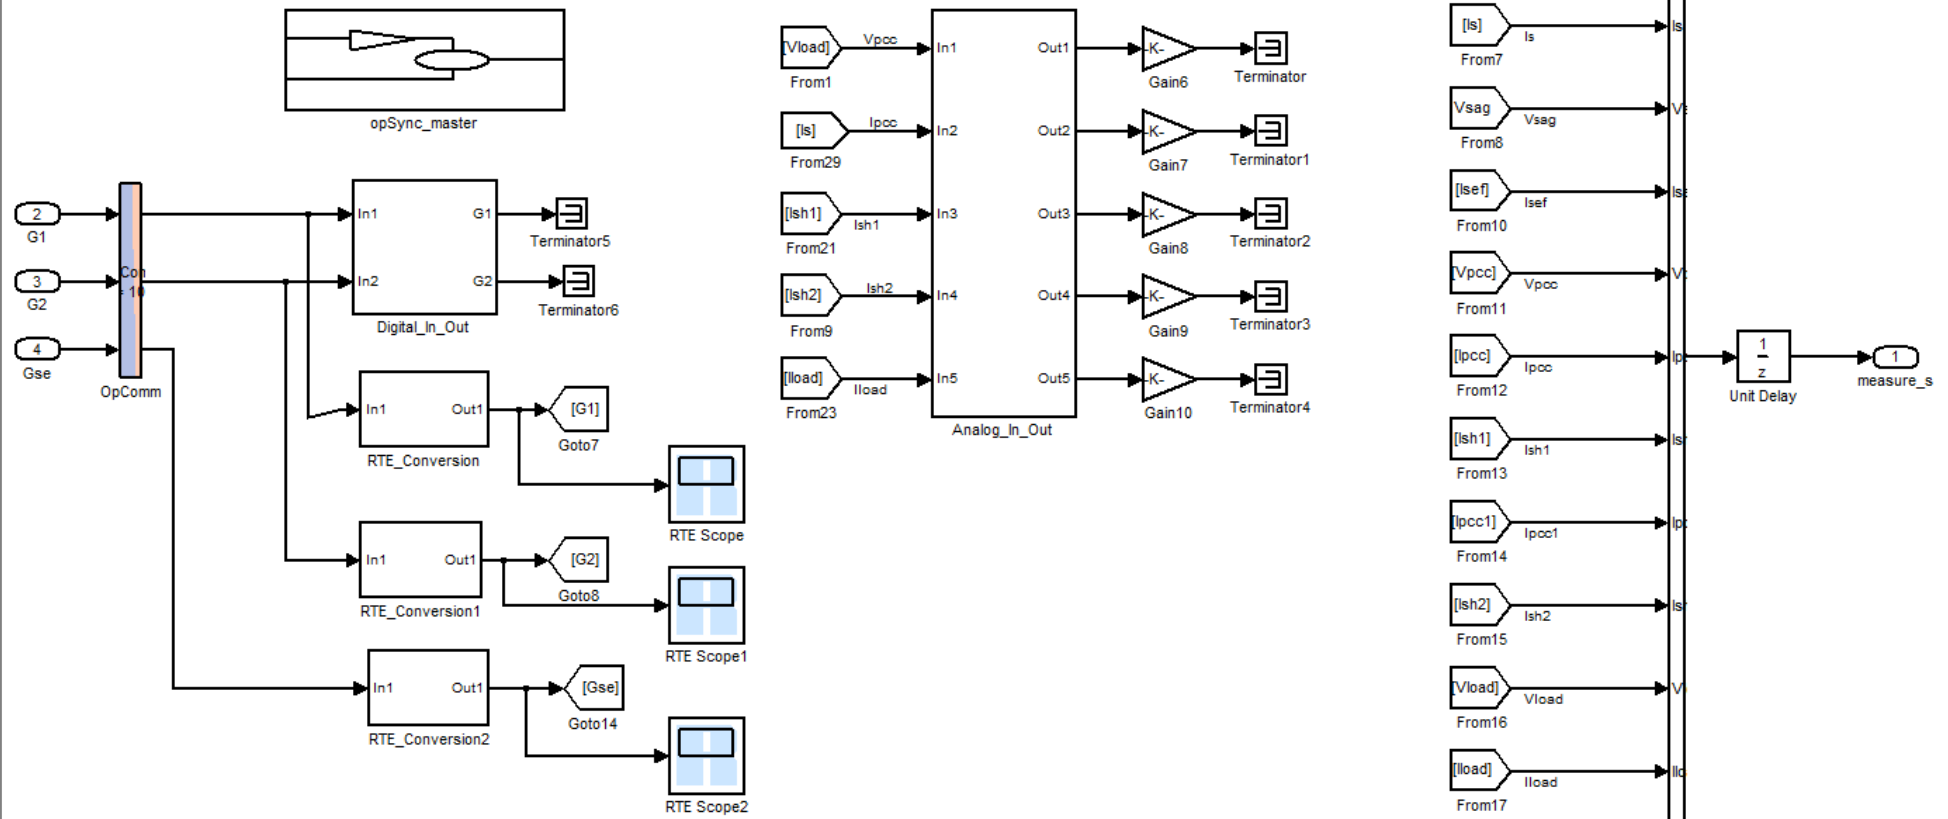 opSync_master
2
G1
3
G2
4
Gse
Con
10
OpComm
In1
G1
In2
G2
Digital_In_Out
Terminator5
Terminator6
In1
Out1
RTE_Conversion
[G1]
Goto7
RTE Scope
In1
Out1
RTE_Conversion1
[G2]
Goto8
RTE Scope1
In1
Out1
RTE_Conversion2
[Gse]
Goto14
RTE Scope2
[Vload]
Vpcc
From1
[Is]
Ipcc
From29
[Ish1]
Ish1
From21
[Ish2]
Ish2
From9
[Iload]
Iload
From23
In1
Out1
In2
Out2
In3
Out3
In4
Out4
In5
Out5
Analog_In_Out
-K-
Gain6
Terminator
-K-
Gain7
Terminator1
-K-
Gain8
Terminator2
-K-
Gain9
Terminator3
-K-
Gain10
Terminator4
[Is]
Is
From7
Vsag
Vsag
From8
[Isef]
Isef
From10
[Vpcc]
Vpcc
From11
[Ipcc]
Ipcc
From12
[Ish1]
Ish1
From13
[Ipcc1]
Ipcc1
From14
[Ish2]
Ish2
From15
[Vload]
Vload
From16
[Iload]
Iload
From17
1
z
Unit Delay
1
measure_s